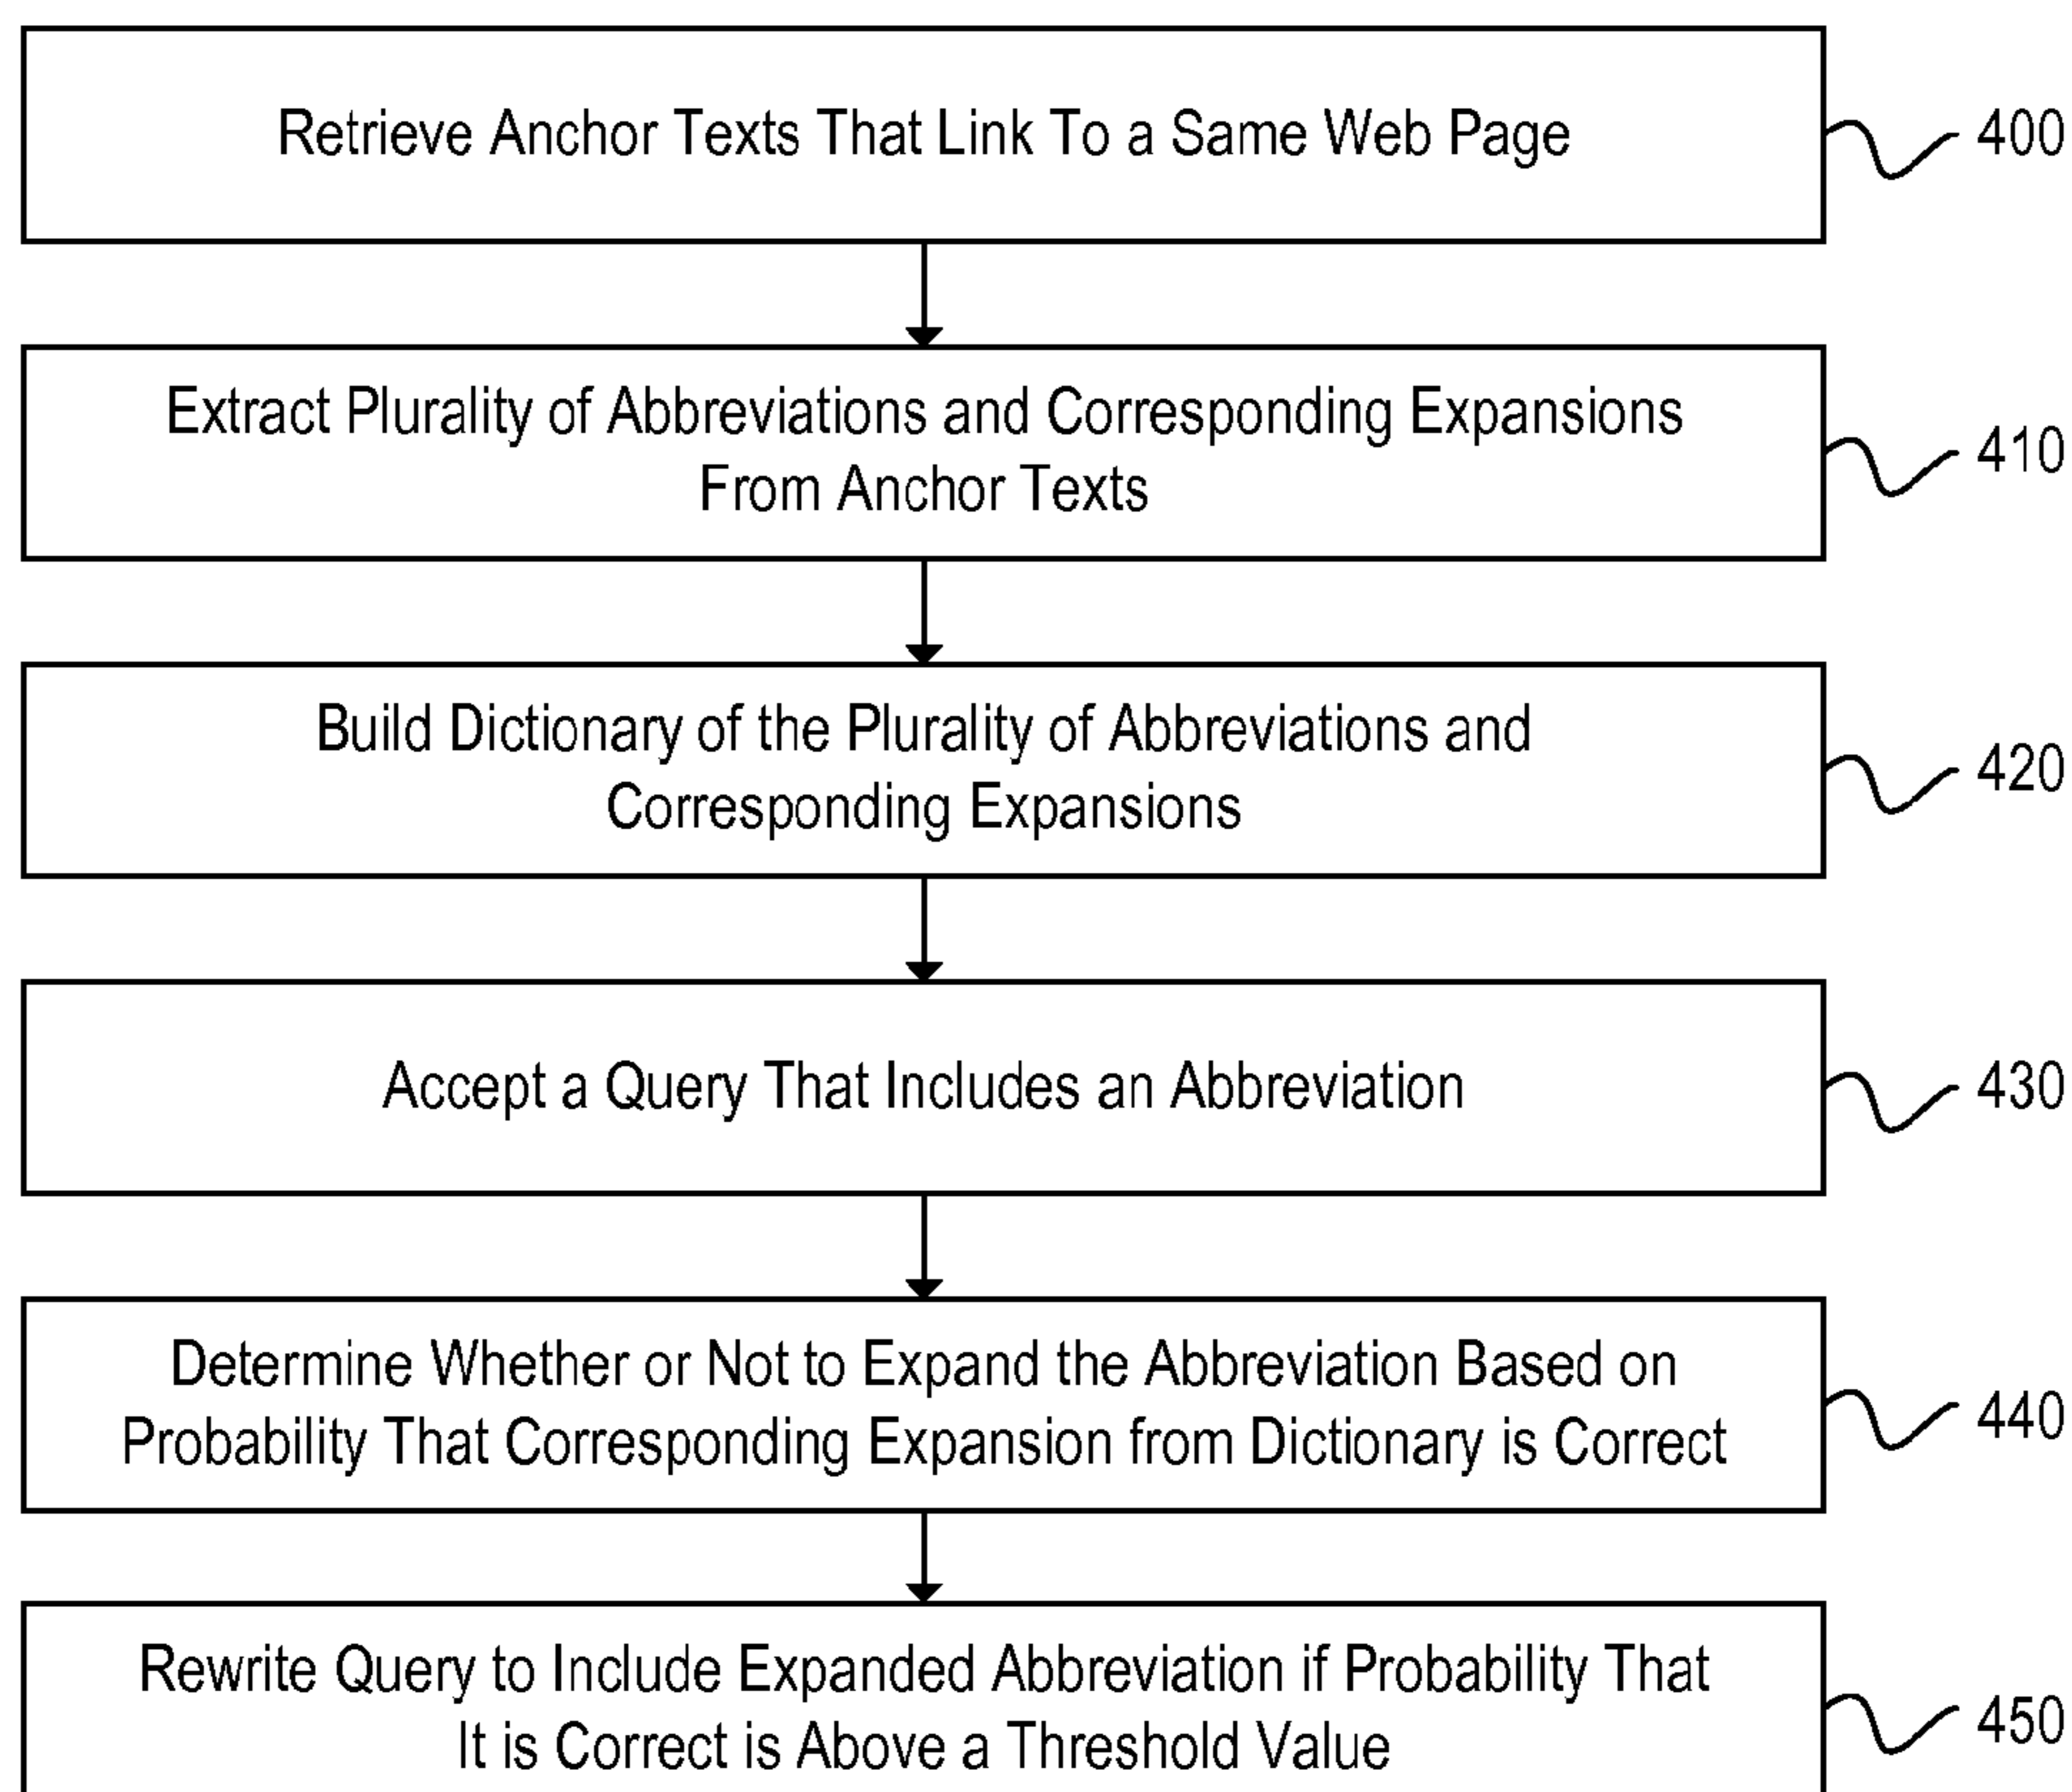 Retrieve Anchor Texts That Link To a Same Web Page
400
Extract Plurality of Abbreviations and Corresponding Expansions
From Anchor Texts
410
Build Dictionary of the Plurality of Abbreviations and
Corresponding Expansions
420
Accept a Query That Includes an Abbreviation
430
Determine Whether or Not to Expand the Abbreviation Based on
Probability That Corresponding Expansion from Dictionary is Correct
440
Rewrite Query to Include Expanded Abbreviation if Probability That
It is Correct is Above a Threshold Value
450